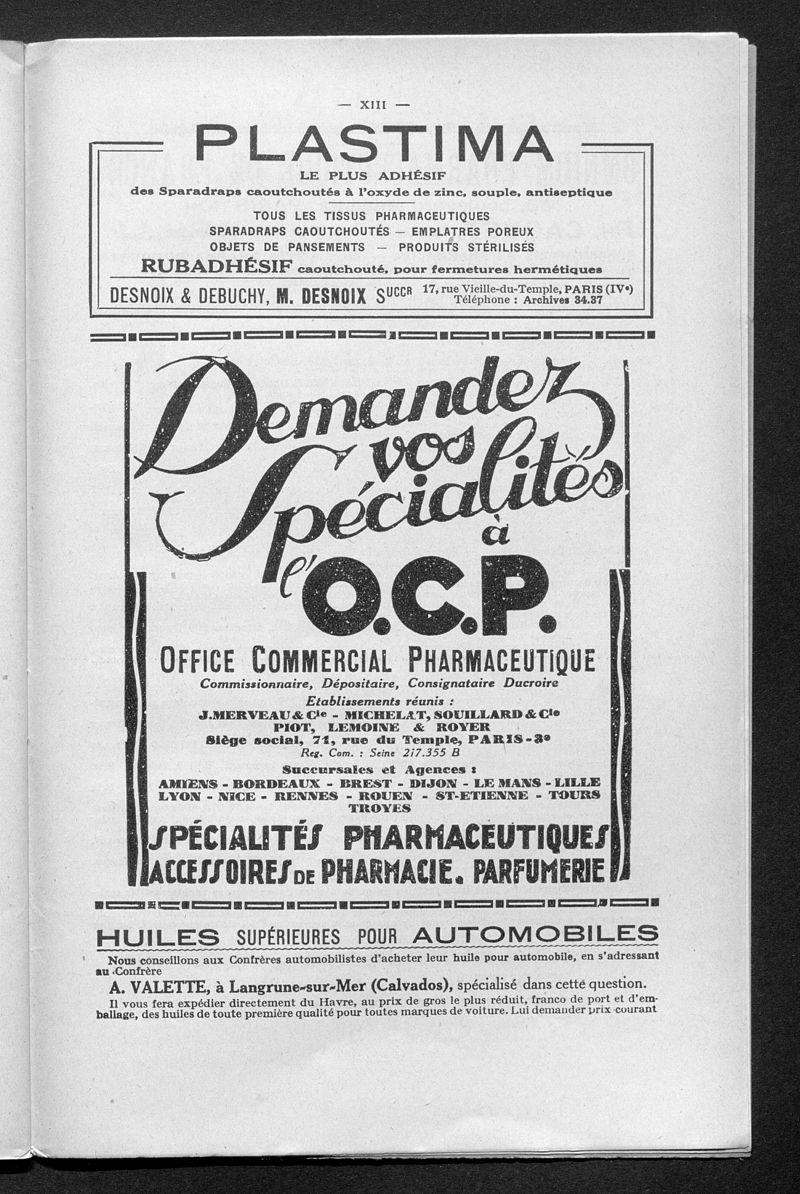 — XIII —
PLASTIMA
LE PLUS ADHÉSIF
des Sparadraps caoutchoutés à l'oxyde de zinc, souple, antiseptique
TOUS LES TISSUS PHARMACEUTIQUES
SPARADRAPS CAOUTCHOUTÉS — EMPLATRES POREUX
OBJETS DE PANSEMENTS — PRODUITS STÉRILISÉS
RUBADHÉSIF caoutchouté, pour fermetures hermétiques
DESNOIX & DEBUCHY, M. DESNOIX SUCCR
17, rue Vieille-du-Temple, PARIS (IVe)
Téléphone : Archives 34.37
Demandez
vos
Spécialités
à
l'O.C.P.
OFFICE COMMERCIAL PHARMACEUTIQUE
Commissionnaire, Dépositaire, Consignataire Ducroire
Etablissements réunis :
J.MERVEAU & Cie - MICHELAT, SOUILLARD & Cie
PIOT, LEMOINE & ROYER
Siège social, 71, rue du Temple, PARIS-3e
Reg. Com. : Seine 217.355 B
Succursales et Agences :
AMIENS - BORDEAUX - BREST - DIJON - LE MANS - LILLE
LYON - NICE - RENNES - ROUEN - ST-ETIENNE - TOURS
TROYES
SPÉCIALITÉS PHARMACEUTIQUES
ACCESSOIRES DE PHARMACIE. PARFUMERIE
HUILES SUPÉRIEURES POUR AUTOMOBILES
Nous conseillons aux Confrères automobilistes d'acheter leur huile pour automobile, en s'adressant
au Confrère
A. VALETTE, à Langrune-sur-Mer (Calvados), spécialisé dans cette question.
Il vous fera expédier directement du Havre, au prix de gros le plus réduit, franco de port et d'em-
ballage, des huiles de toute première qualité pour toutes marques de voiture. Lui demander prix courant